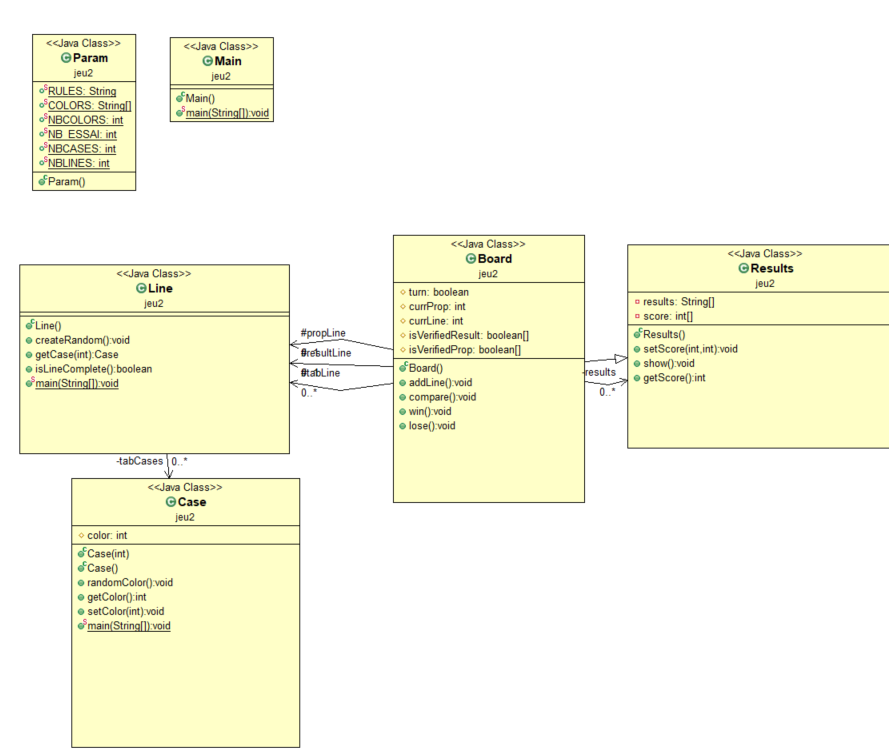 <<Java Class>>
Param
jeu2
RULES: String
COLORS: String[]
NBCOLORS: int
NB_ESSAI: int
NBCASES: int
NBLINES: int
Param()
<<Java Class>>
Main
jeu2
Main()
main(String[]):void
<<Java Class>>
Line
jeu2
Line()
createRandom():void
getCase(int):Case
isLineComplete():boolean
main(String[]):void
#propLine
#resultLine
#tabLine
0..*
<<Java Class>>
Board
jeu2
turn: boolean
currProp: int
currLine: int
isVerifiedResult: boolean[]
isVerifiedProp: boolean[]
Board()
addLine():void
compare():void
win():void
lose():void
-results
0..*
<<Java Class>>
Results
jeu2
results: String[]
score: int[]
Results()
setScore(int,int):void
show():void
getScore():int
-tabCases 0..*
<<Java Class>>
Case
jeu2
color: int
Case(int)
Case()
randomColor():void
getColor():int
setColor(int):void
main(String[]):void